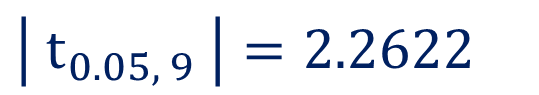 |t₀.₀₅, ₉| = 2.2622